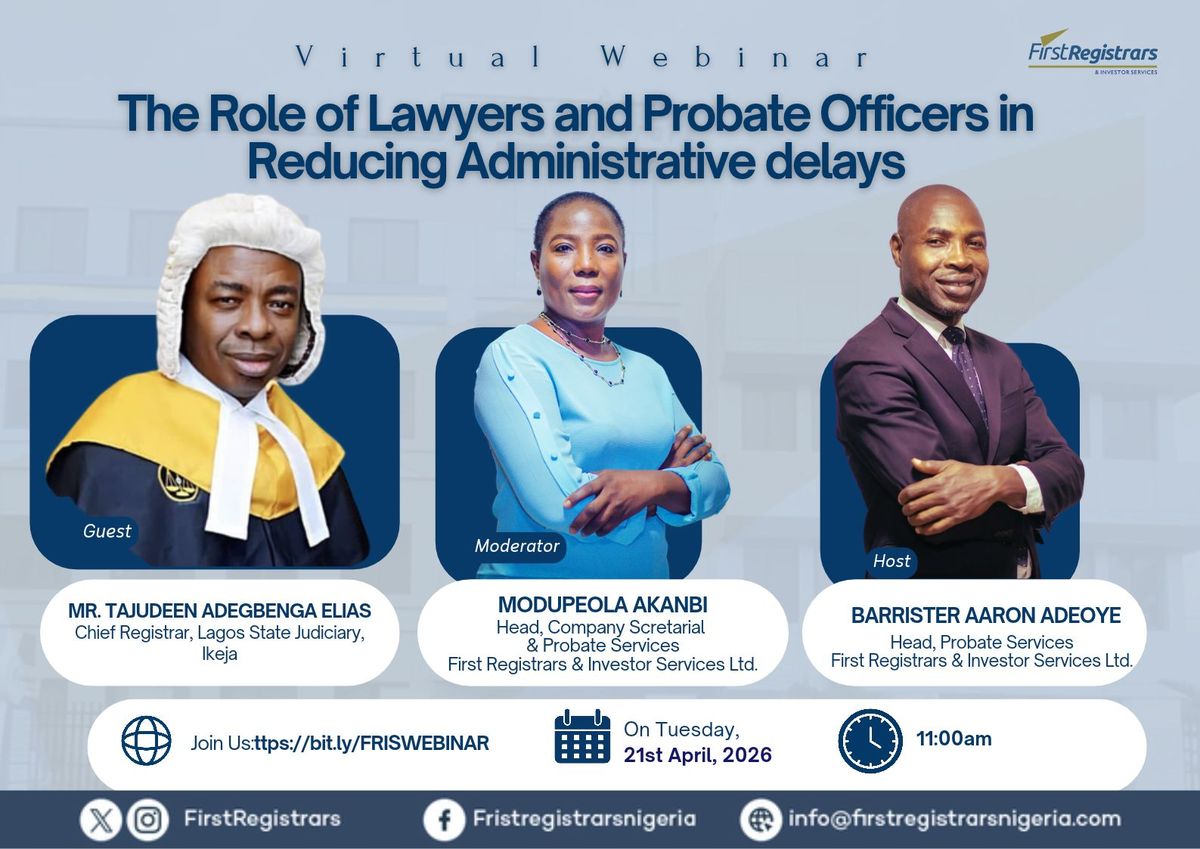 Virtual Webinar
FirstRegistrars
& INVESTOR SERVICES
The Role of Lawyers and Probate Officers in
Reducing Administrative delays
Guest
Moderator
Host
MR. TAJUDEEN ADEGBENGA ELIAS
Chief Registrar, Lagos State Judiciary,
Ikeja
MODUPEOLA AKANBI
Head, Company Scretarial
& Probate Services
First Registrars & Investor Services Ltd.
BARRISTER AARON ADEOYE
Head, Probate Services
First Registrars & Investor Services Ltd.
Join Us:ttps://bit.ly/FRISWEBINAR
On Tuesday,
21st April, 2026
11:00am
FirstRegistrars
Fristregistrarsnigeria
info@firstregistrarsnigeria.com